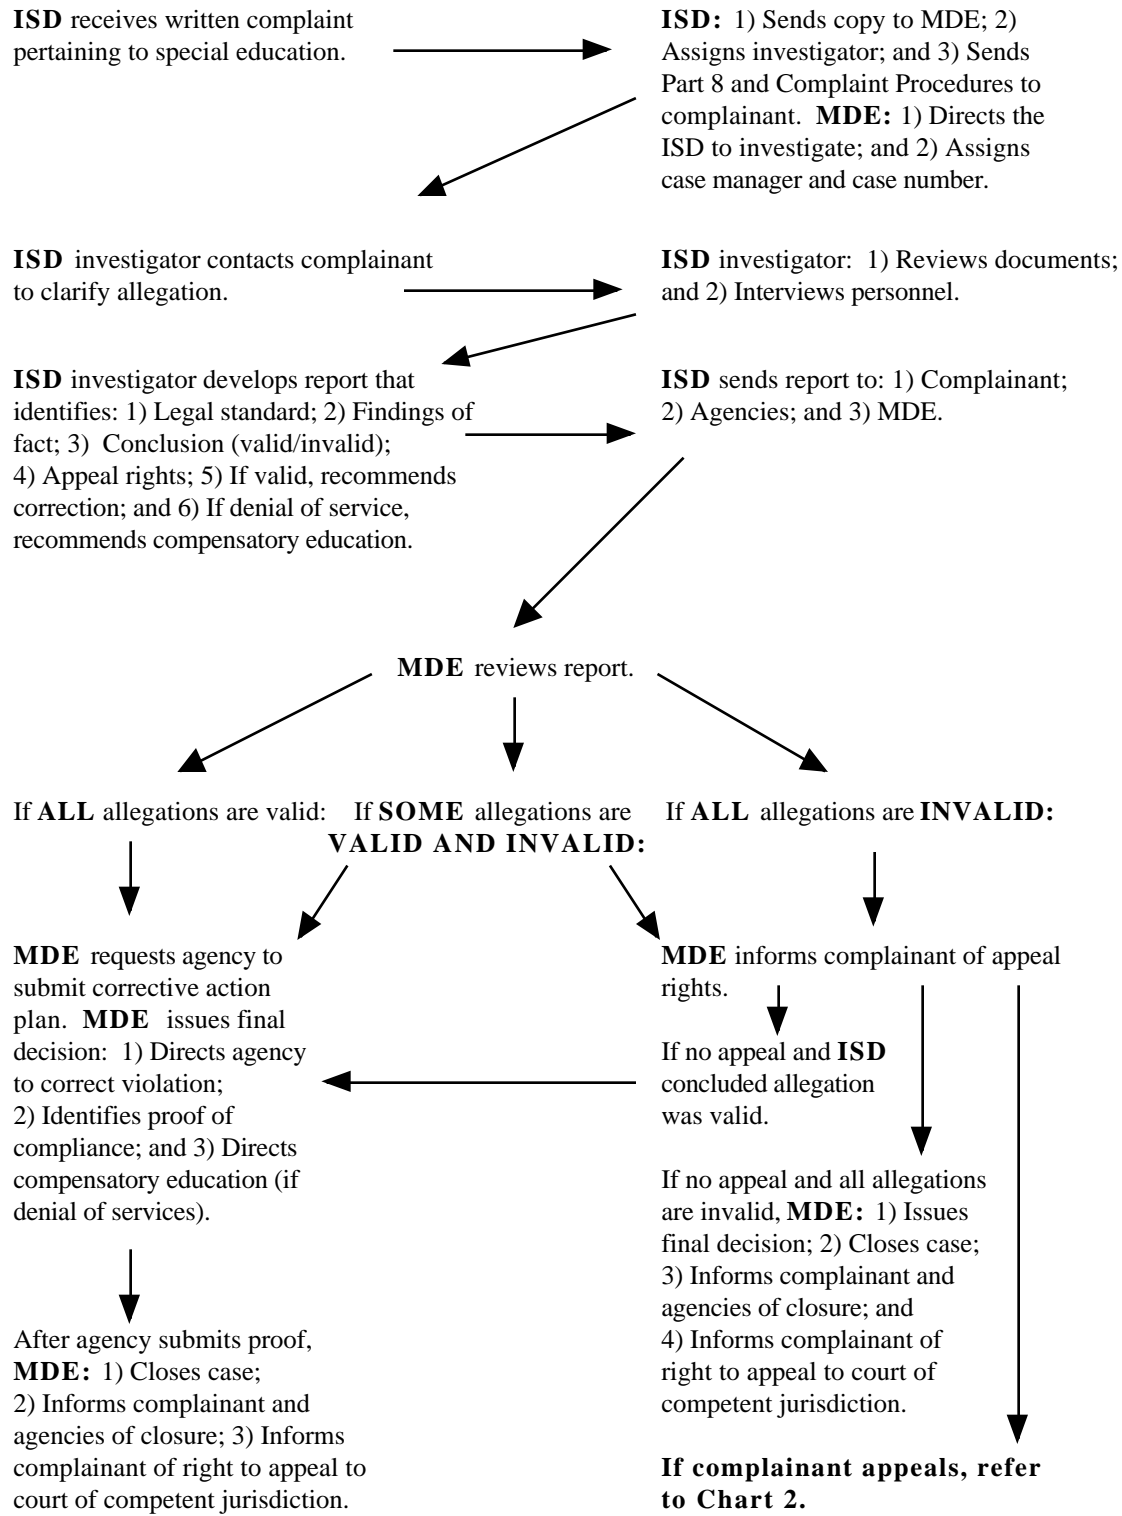 ISD receives written complaint
pertaining to special education.
ISD: 1) Sends copy to MDE; 2)
Assigns investigator; and 3) Sends
Part 8 and Complaint Procedures to
complainant. MDE: 1) Directs the
ISD to investigate; and 2) Assigns
case manager and case number.
ISD investigator contacts complainant
to clarify allegation.
ISD investigator: 1) Reviews documents;
and 2) Interviews personnel.
ISD investigator develops report that
identifies: 1) Legal standard; 2) Findings of
fact; 3) Conclusion (valid/invalid);
4) Appeal rights; 5) If valid, recommends
correction; and 6) If denial of service,
recommends compensatory education.
ISD sends report to: 1) Complainant;
2) Agencies; and 3) MDE.
MDE reviews report.
If ALL allegations are valid:
If SOME allegations are
VALID AND INVALID:
If ALL allegations are INVALID:
MDE requests agency to
submit corrective action
plan. MDE issues final
decision: 1) Directs agency
to correct violation;
2) Identifies proof of
compliance; and 3) Directs
compensatory education (if
denial of services).
After agency submits proof,
MDE: 1) Closes case;
2) Informs complainant and
agencies of closure; 3) Informs
complainant of right to appeal to
court of competent jurisdiction.
MDE informs complainant of appeal
rights.
If no appeal and ISD
concluded allegation
was valid.
If no appeal and all allegations
are invalid, MDE: 1) Issues
final decision; 2) Closes case;
3) Informs complainant and
agencies of closure; and
4) Informs complainant of
right to appeal to court of
competent jurisdiction.
If complainant appeals, refer
to Chart 2.